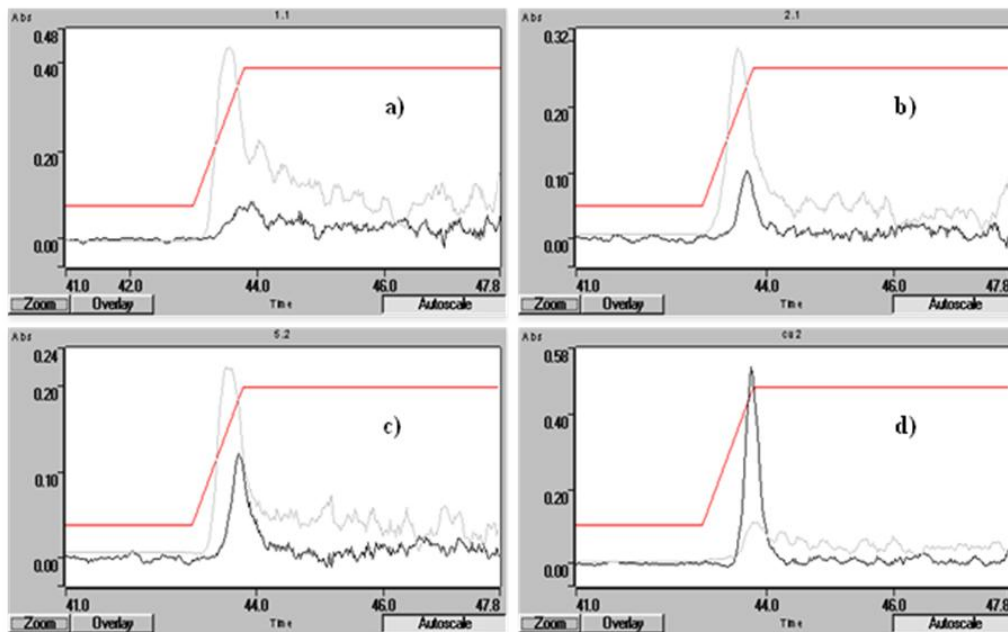 Abs 1.1
0.48
0.40
a)
0.20
0.00
41.0 42.0 44.0 46.0 47.8
Zoom Overlay Time Autoscale
Abs 2.1
0.32
b)
0.20
0.10
0.00
41.0 44.0 46.0 47.8
Zoom Overlay Time Autoscale
Abs 5.2
0.24
0.20
c)
0.10
0.00
41.0 44.0 46.0 47.8
Zoom Overlay Time Autoscale
Abs cu2
0.58
0.40
d)
0.20
0.00
41.0 44.0 46.0 47.8
Zoom Overlay Time Autoscale